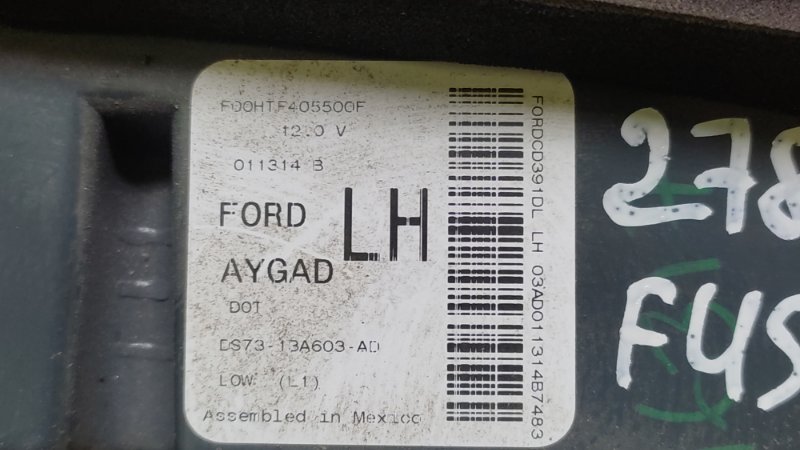 F00HTF405500F
12.0 V
011314 B
FORD
LH
AYGAD
DOT
DS73-13A603-AD
LOW (L1)
Assembled in Mexico
FORDCD391DL LH 03AD011314B7483
278
FUS